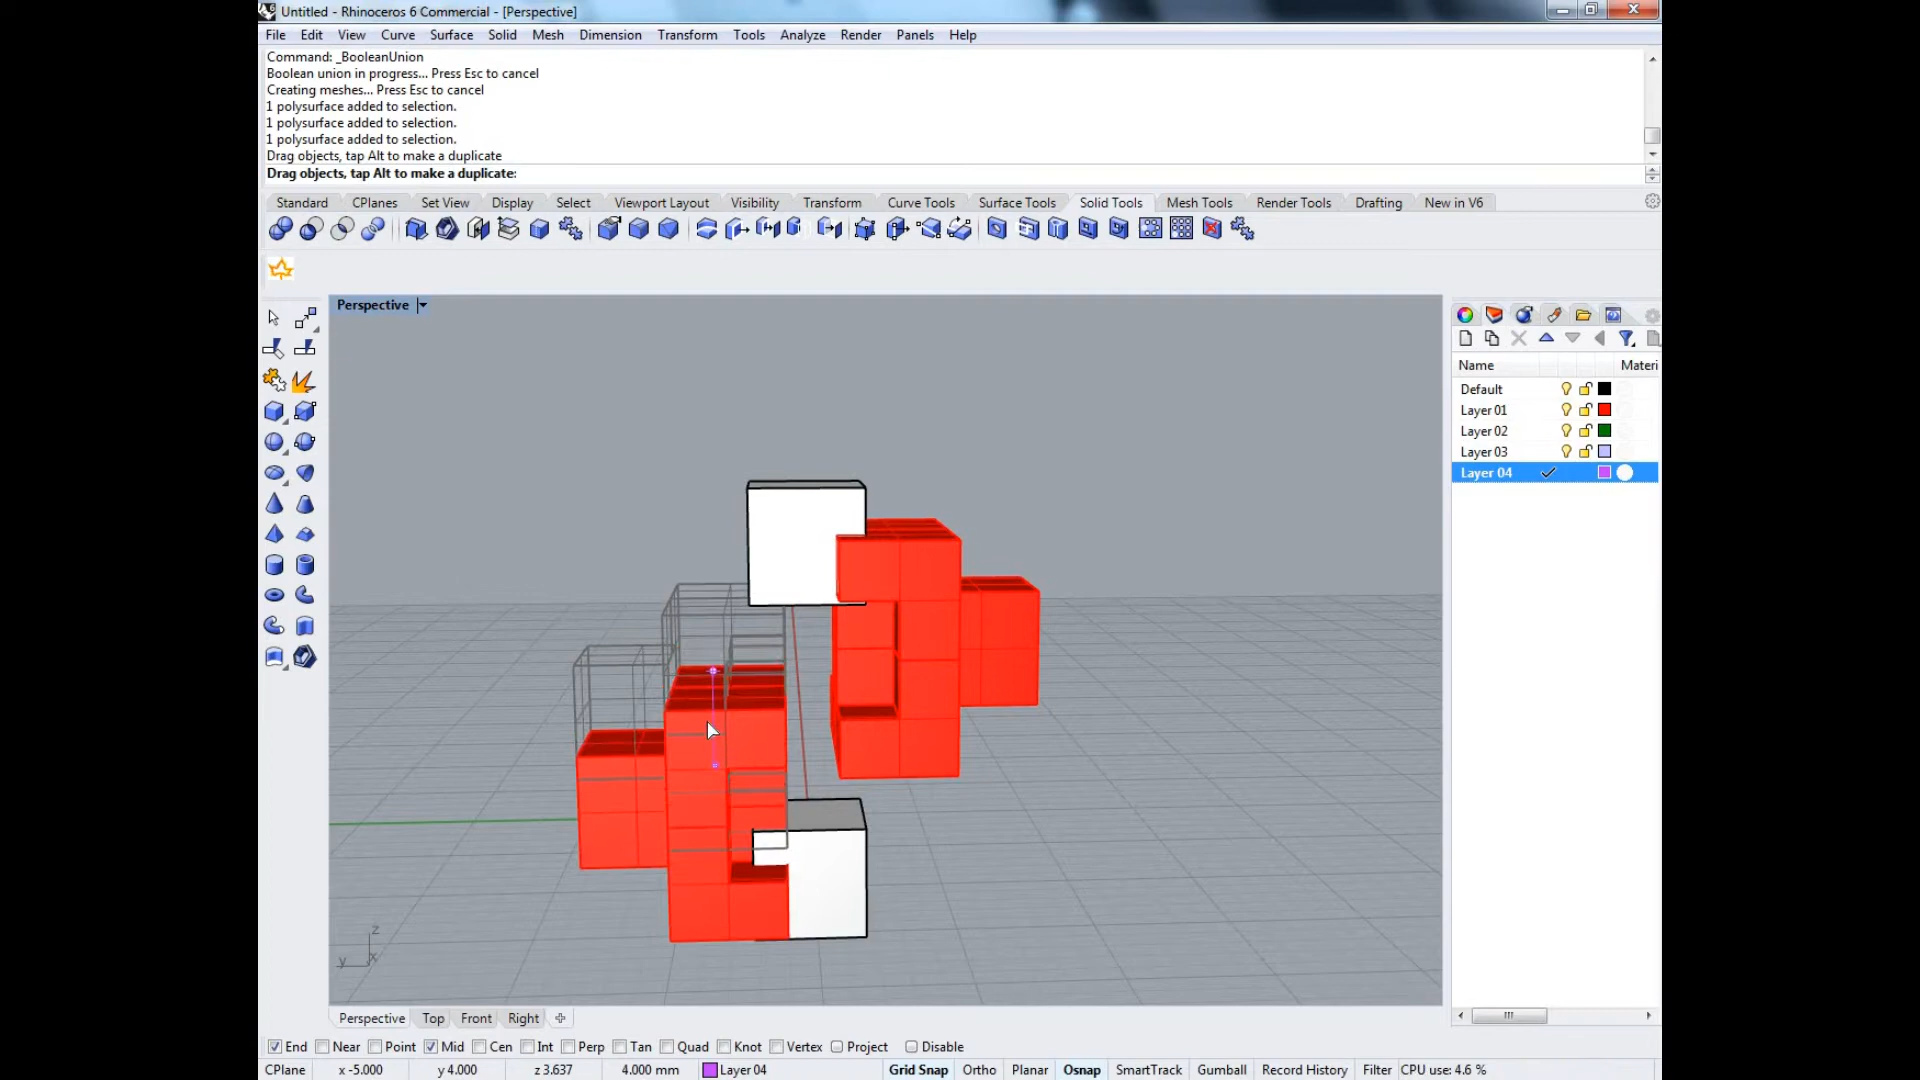 Untitled - Rhinoceros 6 Commercial - [Perspective]
File Edit View Curve Surface Solid Mesh Dimension Transform Tools Analyze Render Panels Help
Command: _BooleanUnion
Boolean union in progress... Press Esc to cancel
Creating meshes... Press Esc to cancel
1 polysurface added to selection.
1 polysurface added to selection.
1 polysurface added to selection.
Drag objects, tap Alt to make a duplicate
Drag objects, tap Alt to make a duplicate:
Standard CPlanes Set View Display Select Viewport Layout Visibility Transform Curve Tools Surface Tools Solid Tools Mesh Tools Render Tools Drafting New in V6
Perspective
Name Materi
Default
Layer 01
Layer 02
Layer 03
Layer 04
z
y x
Perspective Top Front Right
End Near Point Mid Cen Int Perp Tan Quad Knot Vertex Project Disable
CPlane x -5.000 y 4.000 z 3.637 4.000 mm Layer 04 Grid Snap Ortho Planar Osnap SmartTrack Gumball Record History Filter CPU use: 4.6 %